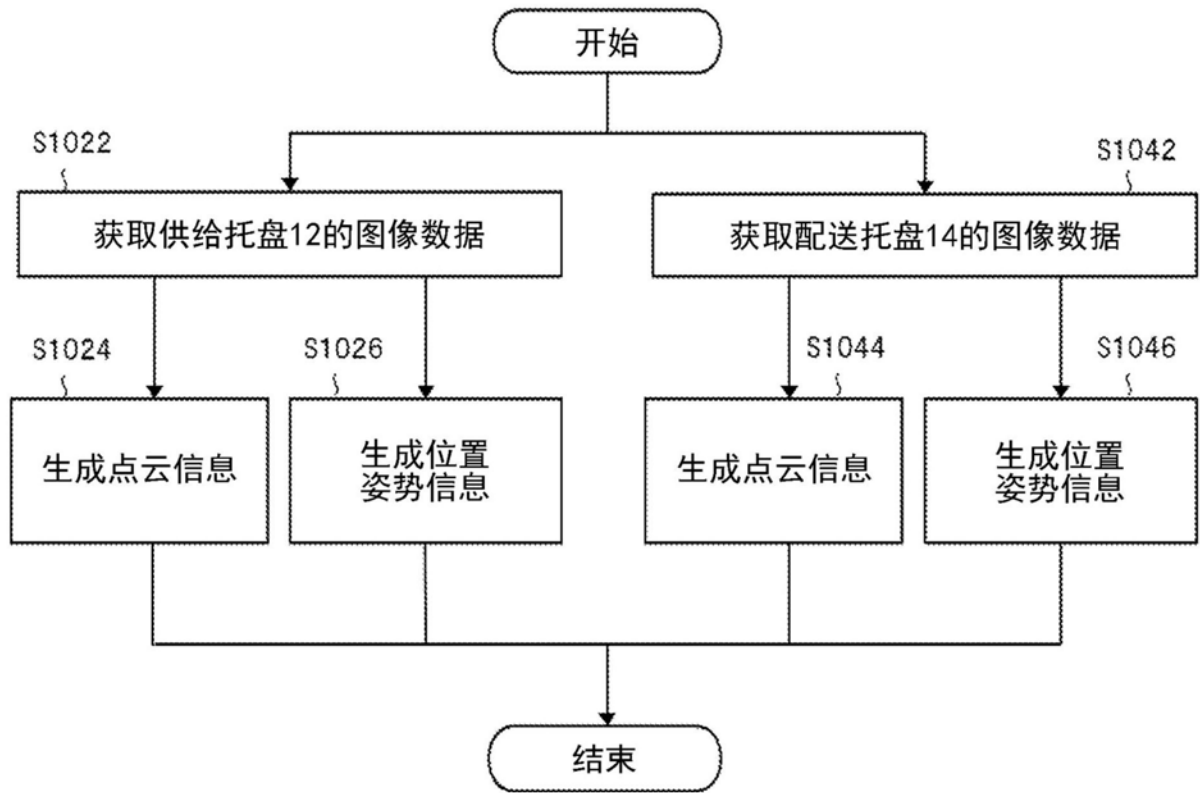 开始
S1022
S1042
获取供给托盘12的图像数据
获取配送托盘14的图像数据
S1024
S1026
S1044
S1046
生成点云信息
生成位置
姿势信息
生成点云信息
生成位置
姿势信息
结束